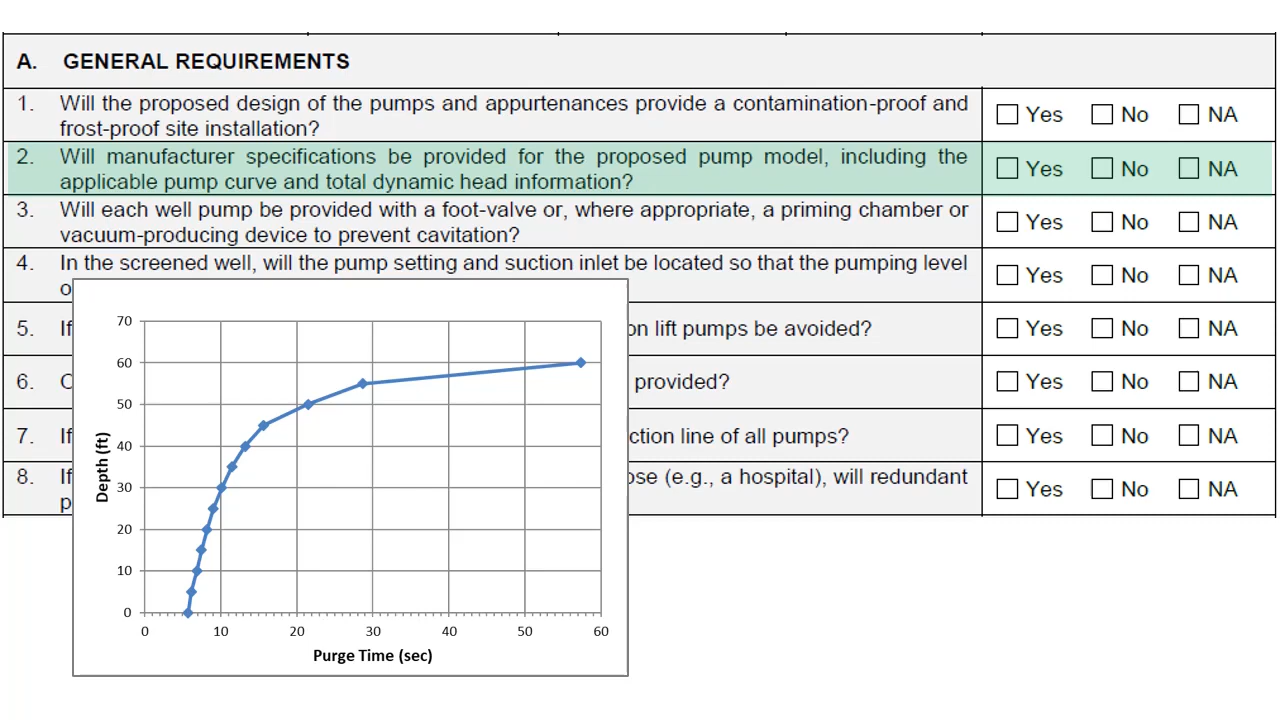 A. GENERAL REQUIREMENTS
1. Will the proposed design of the pumps and appurtenances provide a contamination-proof and
frost-proof site installation?
Yes No NA
2. Will manufacturer specifications be provided for the proposed pump model, including the
applicable pump curve and total dynamic head information?
Yes No NA
3. Will each well pump be provided with a foot-valve or, where appropriate, a priming chamber or
vacuum-producing device to prevent cavitation?
Yes No NA
4. In the screened well, will the pump setting and suction inlet be located so that the pumping level
Yes No NA
5. If lift pumps be avoided?
Yes No NA
6. provided?
Yes No NA
7. If line of all pumps?
Yes No NA
8. If (e.g., a hospital), will redundant
Yes No NA
70
60
50
40
30
20
10
0
Depth (ft)
0 10 20 30 40 50 60
Purge Time (sec)